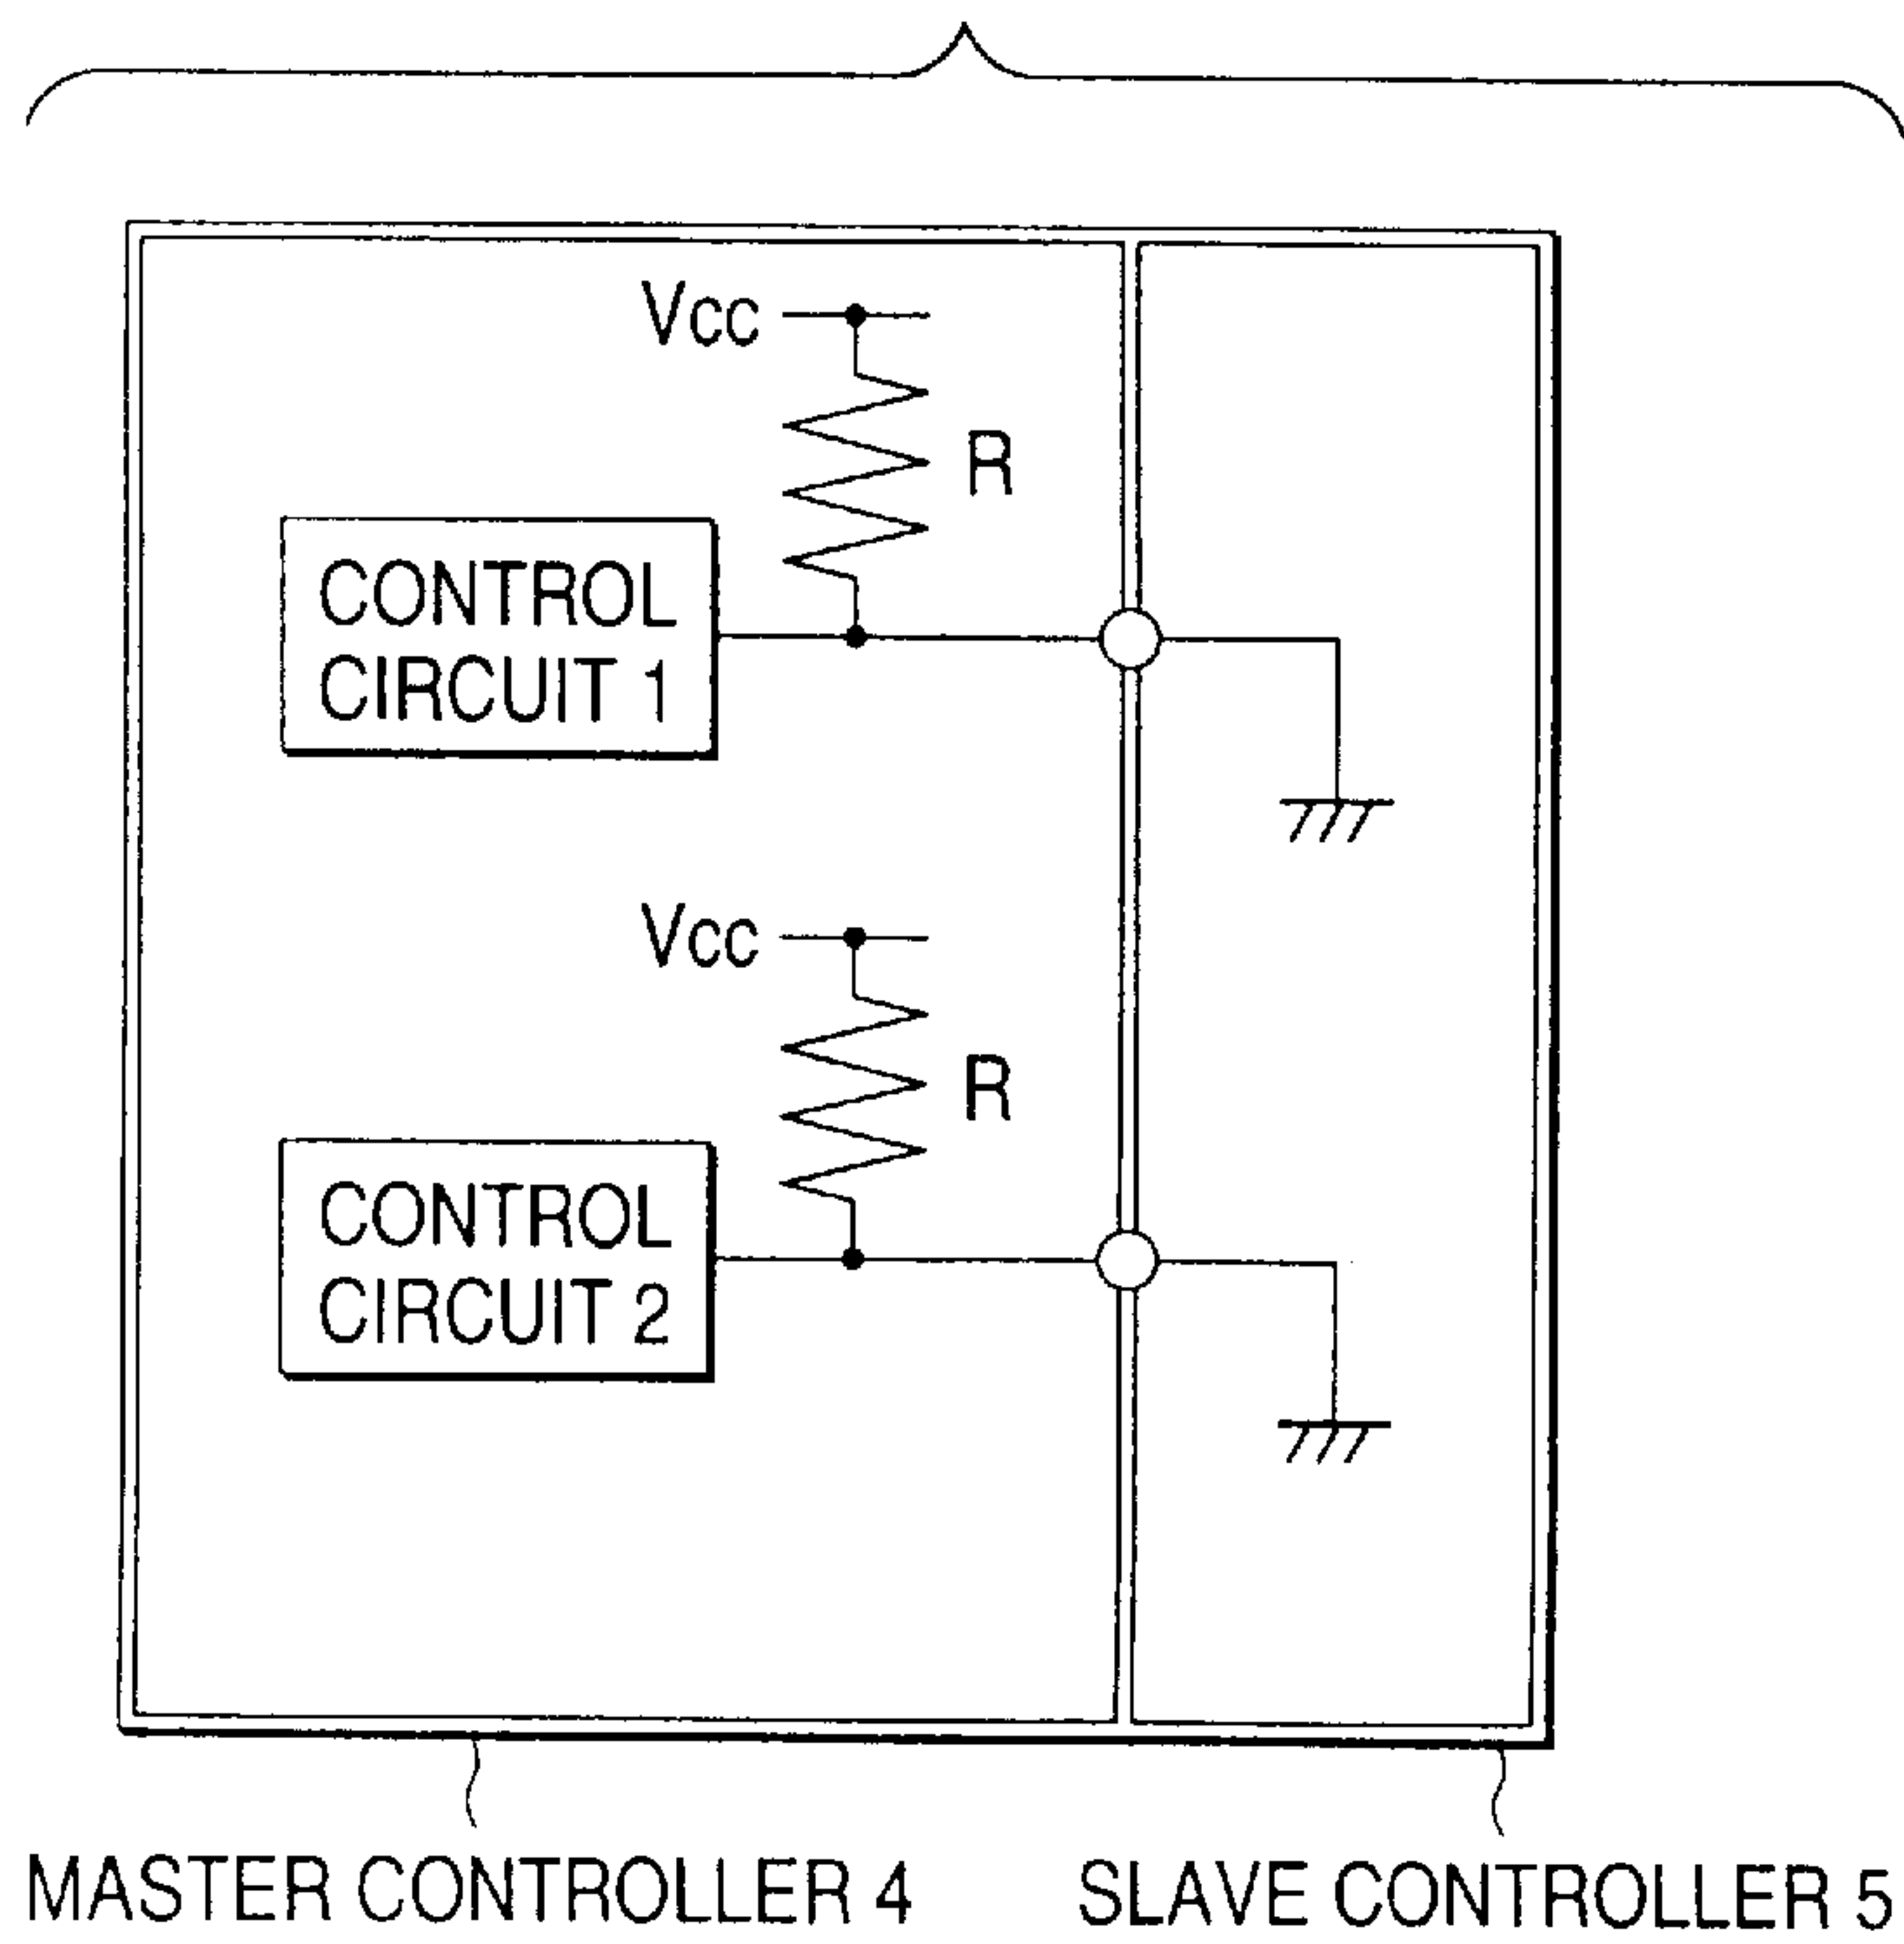 Vcc
R
CONTROL
CIRCUIT 1
Vcc
R
CONTROL
CIRCUIT 2
MASTER CONTROLLER 4
SLAVE CONTROLLER 5